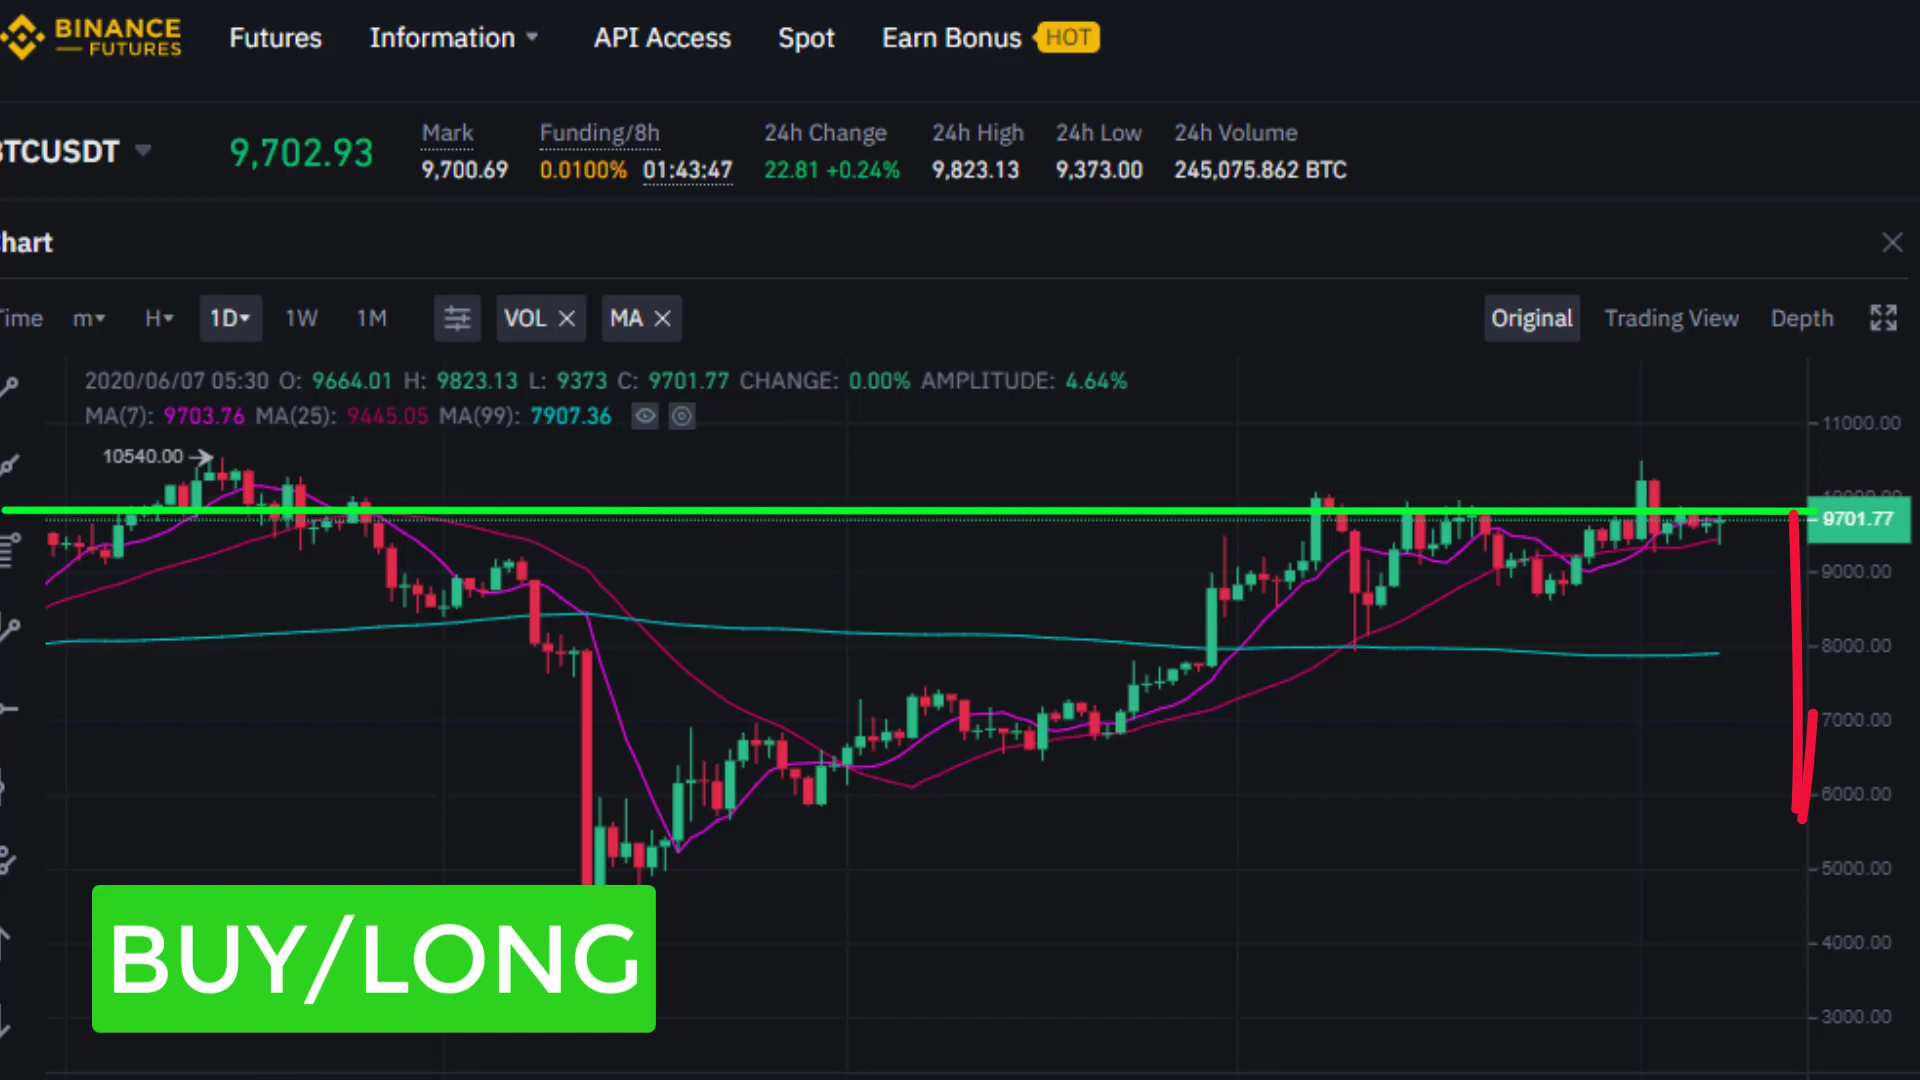 BINANCE
FUTURES
Futures
Information
API Access
Spot
Earn Bonus
HOT
BTCUSDT
9,702.93
Mark
9,700.69
Funding/8h
0.0100% 01:43:47
24h Change
22.81 +0.24%
24h High
9,823.13
24h Low
9,373.00
24h Volume
245,075.862 BTC
Chart
Time
m
H
1D
1W
1M
VOL
MA
Original
Trading View
Depth
2020/06/07 05:30 O: 9664.01 H: 9823.13 L: 9373 C: 9701.77 CHANGE: 0.00% AMPLITUDE: 4.64%
MA(7): 9703.76 MA(25): 9445.05 MA(99): 7907.36
10540.00
11000.00
10000.00
9701.77
9000.00
8000.00
7000.00
6000.00
5000.00
4000.00
3000.00
BUY/LONG